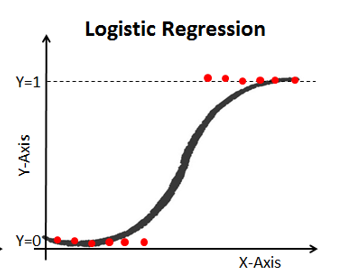 Logistic Regression
Y=1
Y-Axis
Y=0
X-Axis